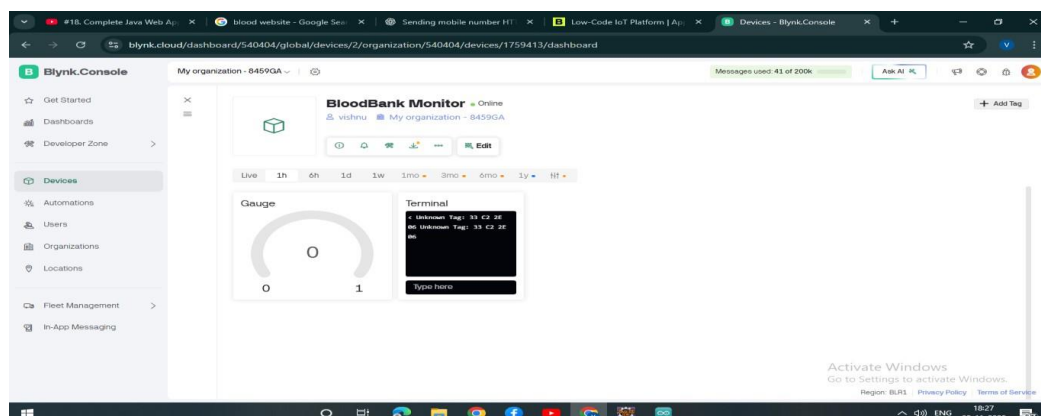 #18. Complete Java Web Ap
blood website - Google Sea
Sending mobile number HT
Low-Code IoT Platform | Ap
Devices - Blynk.Console
blynk.cloud/dashboard/540404/global/devices/2/organization/540404/devices/1759413/dashboard
V
B Blynk.Console
My organization - 8459GA
Messages used: 41 of 200k
Ask AI
Get Started
Dashboards
Developer Zone
Devices
Automations
Users
Organizations
Locations
Fleet Management
In-App Messaging
BloodBank Monitor Online
vishnu My organization - 8459GA
Edit
+ Add Tag
Live 1h 6h 1d 1w 1mo 3mo 6mo 1y
Gauge
0
0 1
Terminal
< Unknown Tag: 33 C2 2E
06 Unknown Tag: 33 C2 2E
06
Type here
Activate Windows
Go to Settings to activate Windows.
Region: BLR1 Privacy Policy Terms of Service
ENG 18:27